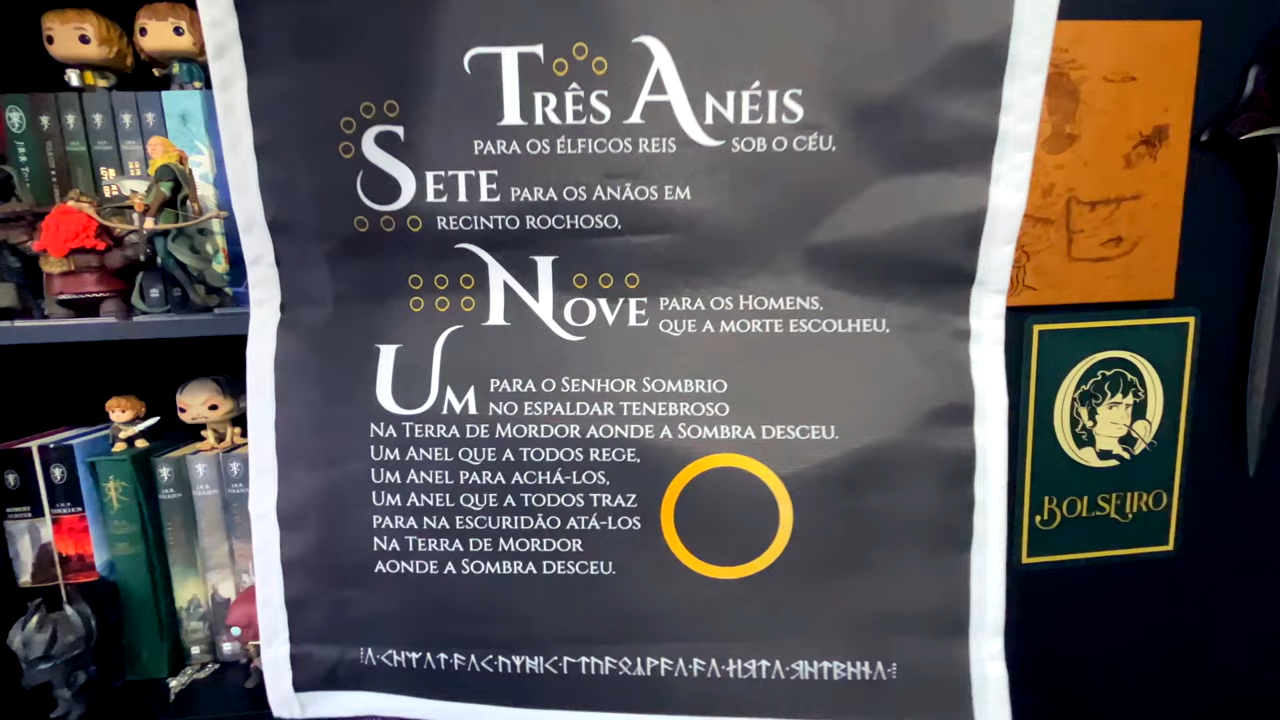 Três Anéis
para os élficos reis sob o céu,
Sete para os Anãos em
recinto rochoso,
Nove para os Homens,
que a morte escolheu,
Um para o Senhor Sombrio
no espaldar tenebroso
na Terra de Mordor aonde a Sombra desceu.
Um Anel que a todos rege,
Um Anel para achá-los,
Um Anel que a todos traz
para na escuridão atá-los
na Terra de Mordor
aonde a Sombra desceu.
Bolseiro